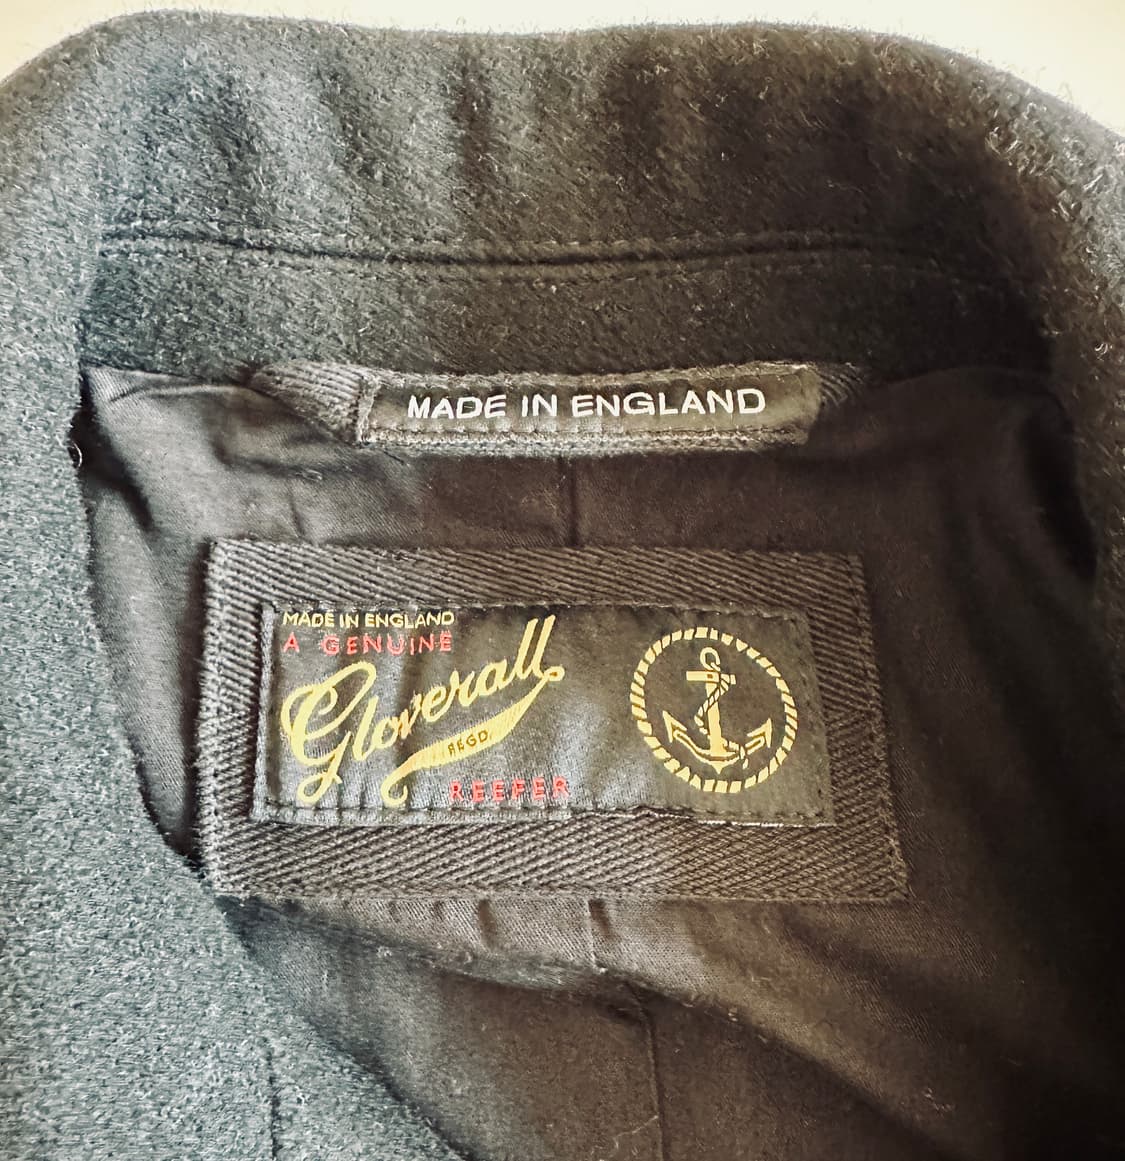 MADE IN ENGLAND
MADE IN ENGLAND
A GENUINE
Gloverall
REGD.
REEFER